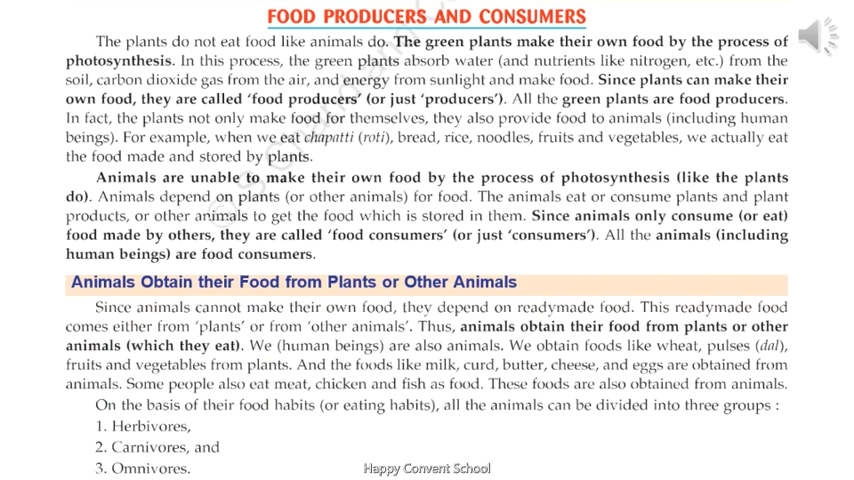 FOOD PRODUCERS AND CONSUMERS
The plants do not eat food like animals do. The green plants make their own food by the process of
photosynthesis. In this process, the green plants absorb water (and nutrients like nitrogen, etc.) from the
soil, carbon dioxide gas from the air, and energy from sunlight and make food. Since plants can make their
own food, they are called ‘food producers’ (or just ‘producers’). All the green plants are food producers.
In fact, the plants not only make food for themselves, they also provide food to animals (including human
beings). For example, when we eat chapatti (roti), bread, rice, noodles, fruits and vegetables, we actually eat
the food made and stored by plants.
Animals are unable to make their own food by the process of photosynthesis (like the plants
do). Animals depend on plants (or other animals) for food. The animals eat or consume plants and plant
products, or other animals to get the food which is stored in them. Since animals only consume (or eat)
food made by others, they are called ‘food consumers’ (or just ‘consumers’). All the animals (including
human beings) are food consumers.
Animals Obtain their Food from Plants or Other Animals
Since animals cannot make their own food, they depend on readymade food. This readymade food
comes either from ‘plants’ or from ‘other animals’. Thus, animals obtain their food from plants or other
animals (which they eat). We (human beings) are also animals. We obtain foods like wheat, pulses (dal),
fruits and vegetables from plants. And the foods like milk, curd, butter, cheese, and eggs are obtained from
animals. Some people also eat meat, chicken and fish as food. These foods are also obtained from animals.
On the basis of their food habits (or eating habits), all the animals can be divided into three groups :
1. Herbivores,
2. Carnivores, and
3. Omnivores.
Happy Convent School